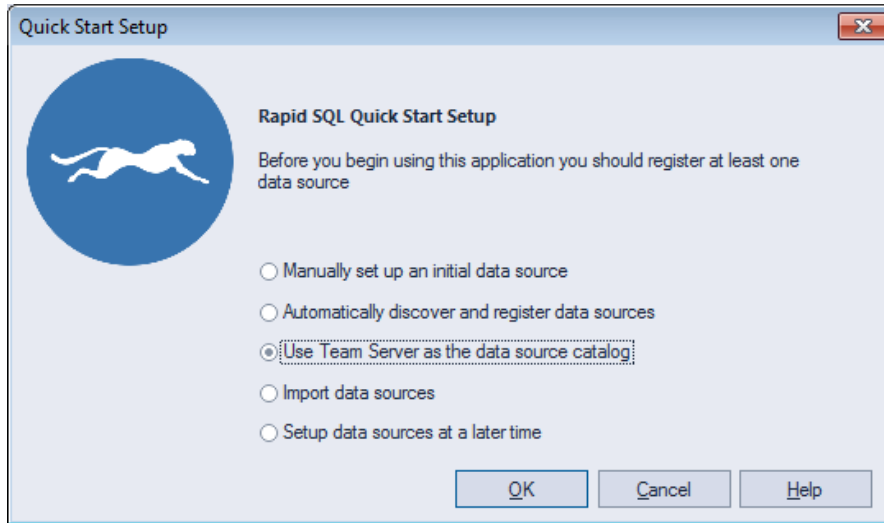 Quick Start Setup
Rapid SQL Quick Start Setup
Before you begin using this application you should register at least one
data source
Manually set up an initial data source
Automatically discover and register data sources
Use Team Server as the data source catalog
Import data sources
Setup data sources at a later time
OK Cancel Help